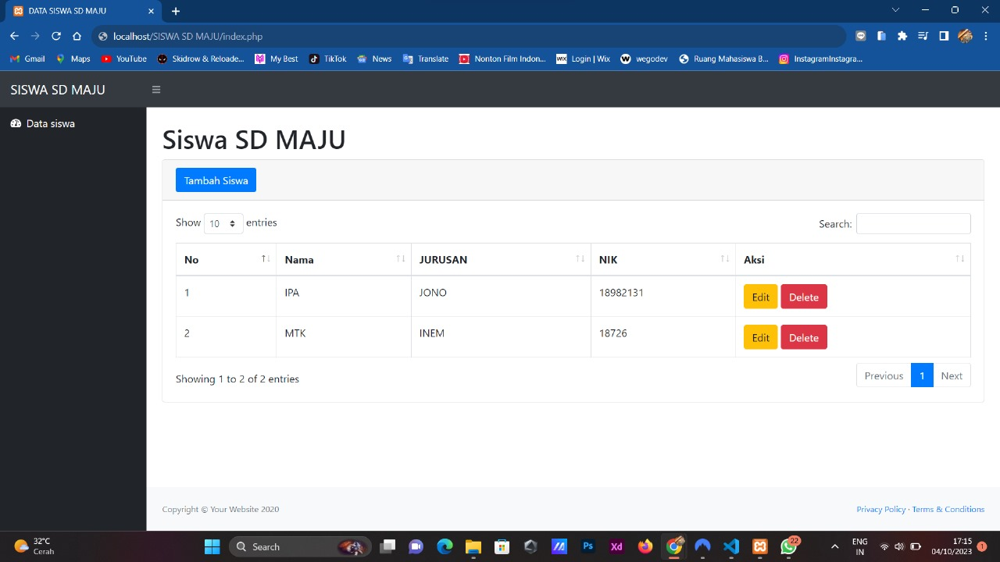 DATA SISWA SD MAJU
localhost/SISWA SD MAJU/index.php
Gmail Maps YouTube Skidrow & Reloade... My Best TikTok News Translate Nonton Film Indon... WIX Login | Wix wegodev Ruang Mahasiswa B... InstagramInstagra...
SISWA SD MAJU
Data siswa
Siswa SD MAJU
Tambah Siswa
Show 10 entries Search:
No Nama JURUSAN NIK Aksi
1 IPA JONO 18982131 Edit Delete
2 MTK INEM 18726 Edit Delete
Showing 1 to 2 of 2 entries Previous 1 Next
Copyright © Your Website 2020 Privacy Policy · Terms & Conditions
32°C
Cerah
Search
Ps Xd
22
ENG
IN
17:15
04/10/2023
1